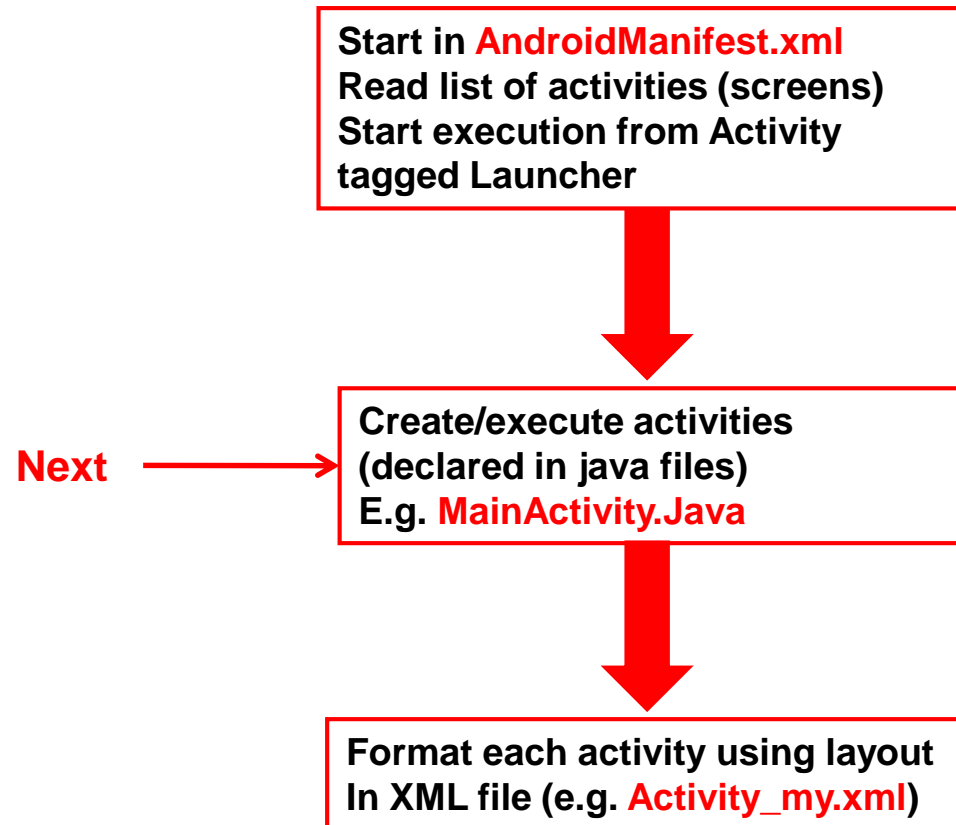 Start in AndroidManifest.xml
Read list of activities (screens)
Start execution from Activity
tagged Launcher
Next
Create/execute activities
(declared in java files)
E.g. MainActivity.Java
Format each activity using layout
In XML file (e.g. Activity_my.xml)